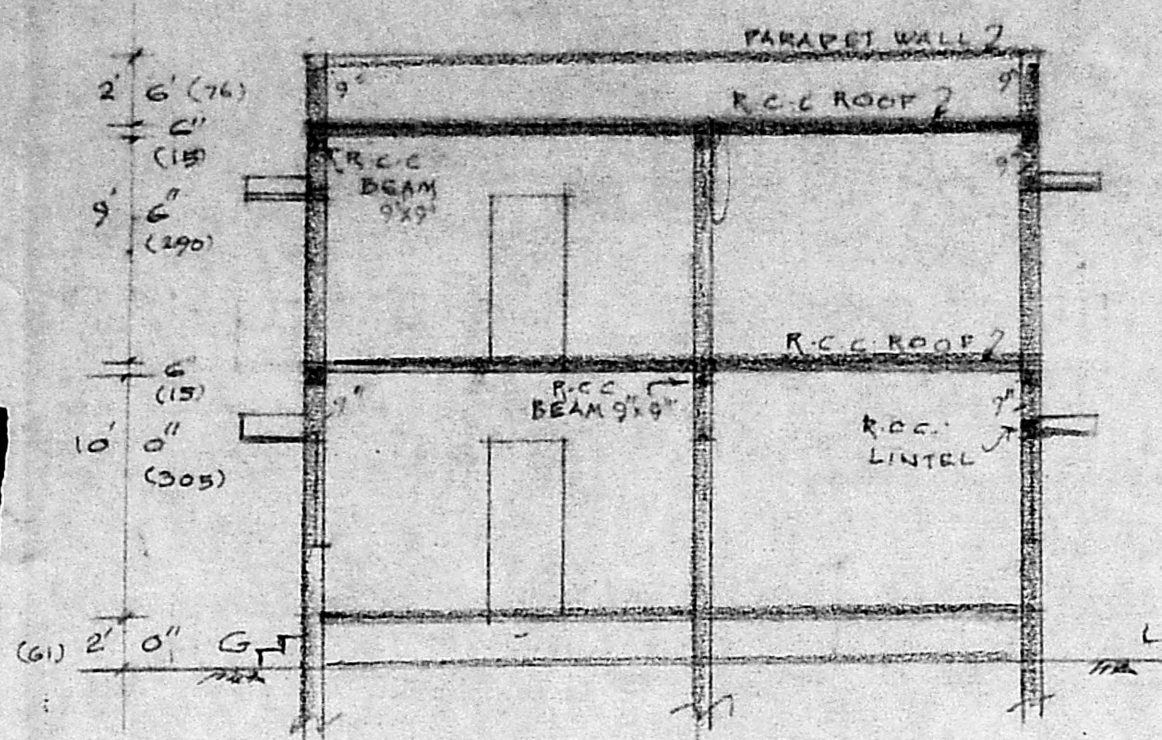 PARAPET WALL
2' 6' (76)
9"
9"
R.C.C ROOF
6"
(15)
R.C.C
BEAM
9"x9"
9"
9' 6"
(290)
R.C.C. ROOF
6"
(15)
R.C.C
BEAM 9"x9"
9"
9"
10' 0"
(305)
R.C.C.
LINTEL
(61) 2' 0"
G
L